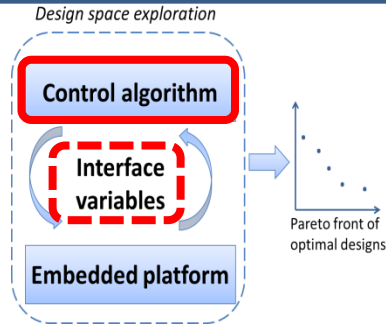 Design space exploration
Control algorithm
Interface
variables
Embedded platform
Pareto front of
optimal designs